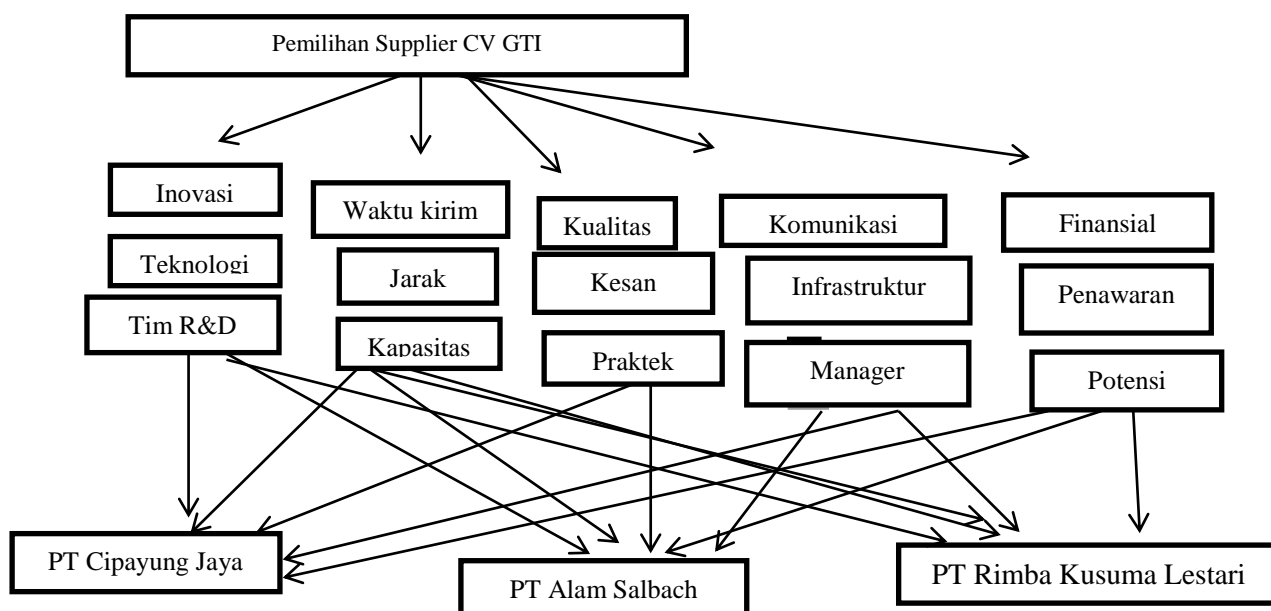 Pemilihan Supplier CV GTI
Inovasi
Waktu kirim
Kualitas
Komunikasi
Finansial
Teknologi
Jarak
Kesan
Infrastruktur
Penawaran
Tim R&D
Kapasitas
Praktek
Manager
Potensi
PT Cipayung Jaya
PT Alam Salbach
PT Rimba Kusuma Lestari